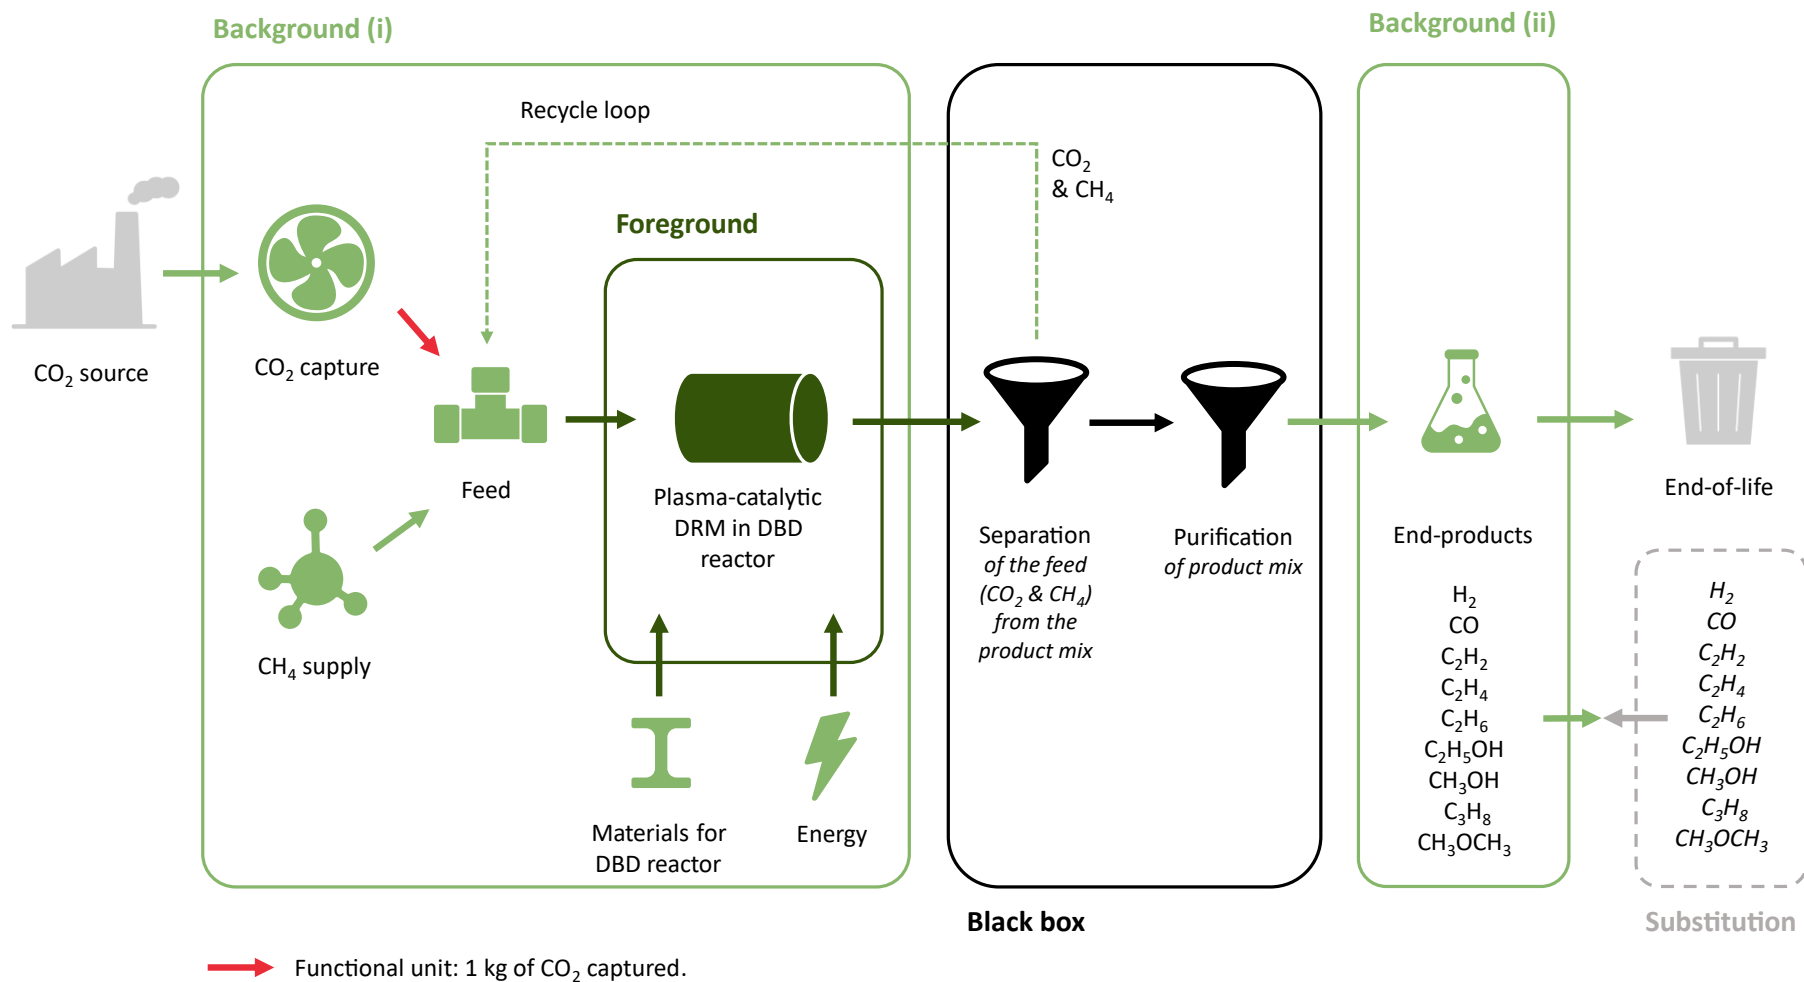 Background (i)
Background (ii)
Recycle loop
CO₂
& CH₄
Foreground
CO₂ source
CO₂ capture
Feed
Plasma-catalytic
DRM in DBD
reactor
CH₄ supply
Materials for
DBD reactor
Energy
Separation
of the feed
(CO₂ & CH₄)
from the
product mix
Purification
of product mix
End-products
H₂
CO
C₂H₂
C₂H₄
C₂H₆
C₂H₅OH
CH₃OH
C₃H₈
CH₃OCH₃
End-of-life
H₂
CO
C₂H₂
C₂H₄
C₂H₆
C₂H₅OH
CH₃OH
C₃H₈
CH₃OCH₃
Black box
Substitution
Functional unit: 1 kg of CO₂ captured.